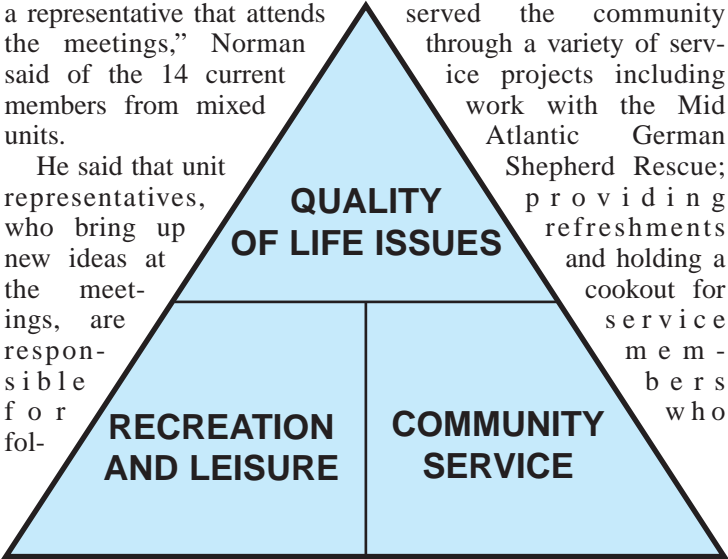 a representative that attends
the meetings,” Norman
said of the 14 current
members from mixed
units.
He said that unit
representatives,
who bring up
new ideas at
the meet-
ings, are
respon-
sible
for
fol-
QUALITY
OF LIFE ISSUES
RECREATION
AND LEISURE
COMMUNITY
SERVICE
served the community
through a variety of serv-
ice projects including
work with the Mid
Atlantic German
Shepherd Rescue;
providing
refreshments
and holding a
cookout for
service
mem-
bers
who